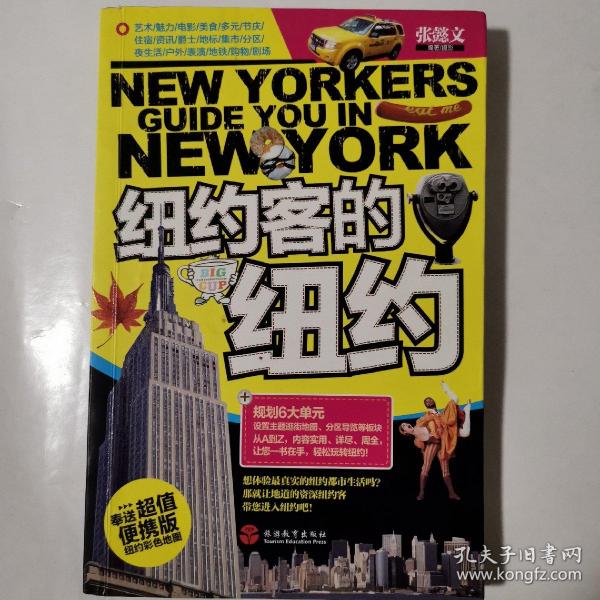 艺术/魅力/电影/美食/多元/节庆/
住宿/资讯/爵士/地标/集市/分区/
夜生活/户外/表演/地铁/购物/剧场
张懿文
编著/摄影
NEW YORKERS
GUIDE YOU IN
eat me
NEW YORK
纽约客的
BIG
CUP
纽约
规划6大单元
设置主题逛街地图、分区导览等板块
从A到Z，内容实用、详尽、周全，
让您一书在手，轻松玩转纽约！
想体验最真实的纽约都市生活吗？
那就让地道的资深纽约客
带您进入纽约吧！
>>>
奉送超值
便携版
纽约彩色地图
旅游教育出版社
Tourism Education Press
孔夫子旧书网
www.kongfz.com